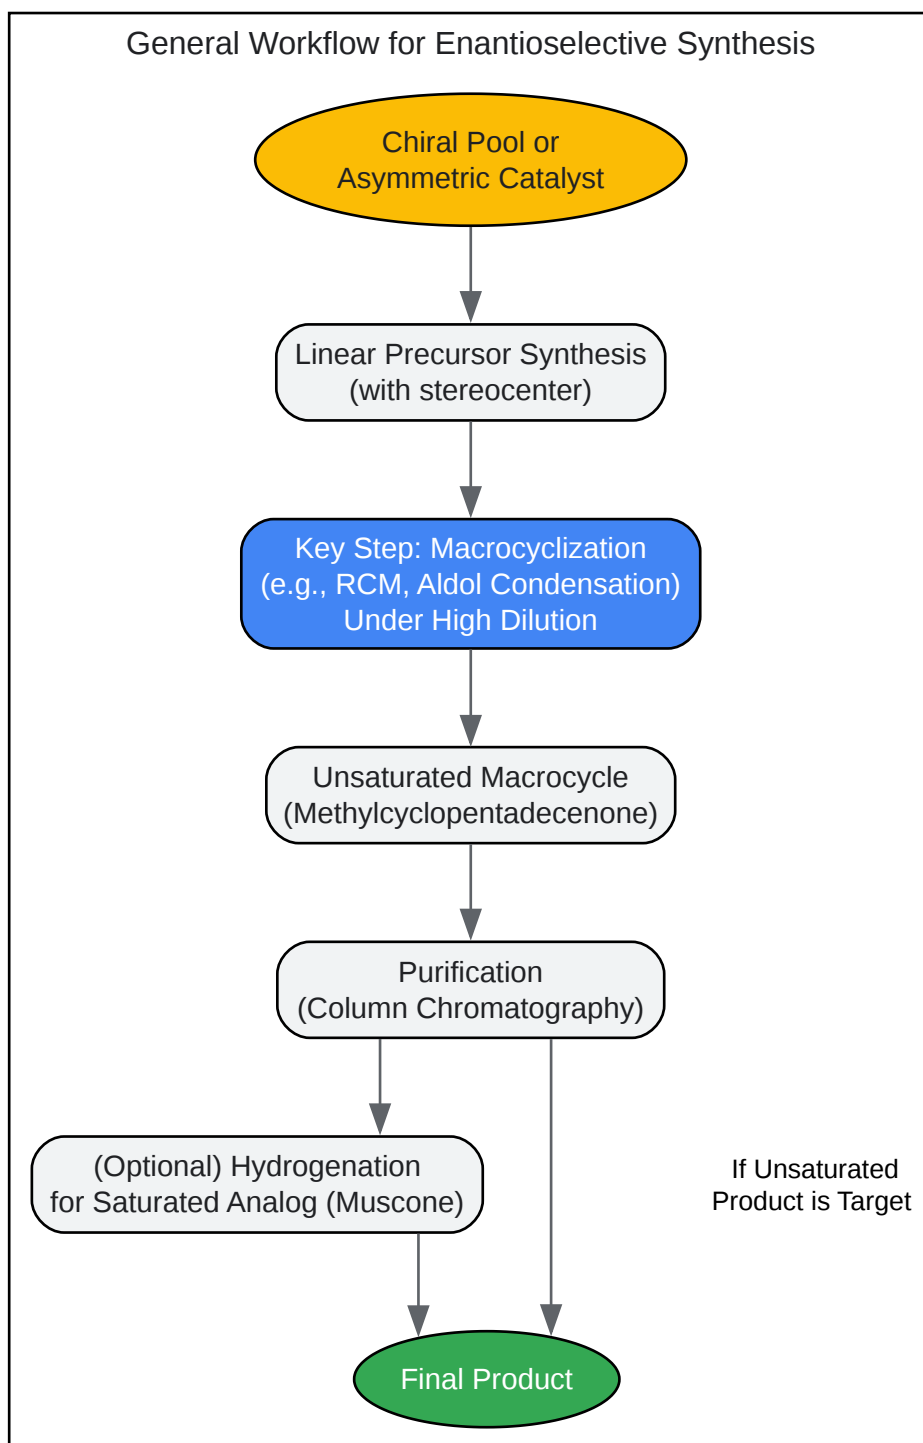 General Workflow for Enantioselective Synthesis
Chiral Pool or
Asymmetric Catalyst
Linear Precursor Synthesis
(with stereocenter)
Key Step: Macrocyclization
(e.g., RCM, Aldol Condensation)
Under High Dilution
Unsaturated Macrocycle
(Methylcyclopentadecenone)
Purification
(Column Chromatography)
(Optional) Hydrogenation
for Saturated Analog (Muscone)
If Unsaturated
Product is Target
Final Product